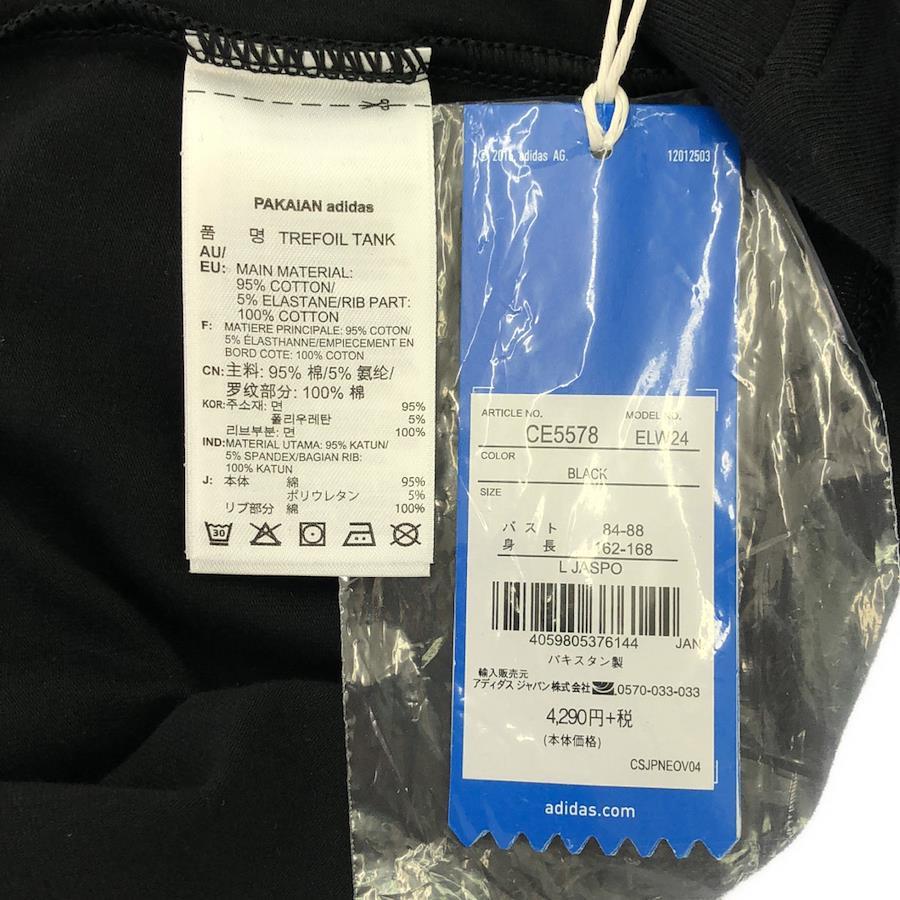 PAKAIAN adidas
品 名 TREFOIL TANK
AU/
EU: MAIN MATERIAL:
95% COTTON/
5% ELASTANE/RIB PART:
100% COTTON
F: MATIERE PRINCIPALE: 95% COTON/
5% ÉLASTHANNE/EMPIECEMENT EN
BORD COTE: 100% COTON
CN: 主料: 95% 棉/5% 氨纶/
罗纹部分: 100% 棉
KOR: 주소재: 면 95%
폴리우레탄 5%
리브부분: 면 100%
IND: MATERIAL UTAMA: 95% KATUN/
5% SPANDEX/BAGIAN RIB:
100% KATUN
J: 本体 綿 95%
ポリウレタン 5%
リブ部分 綿 100%
30
© 2016 adidas AG. 12012503
ARTICLE NO. MODEL NO.
CE5578 ELW24
COLOR
BLACK
SIZE
バスト 84-88
身長 162-168
L JASPO
4059805376144 JAN
パキスタン製
輸入販売元
アディダス ジャパン株式会社 0570-033-033
4,290円+税
(本体価格)
CSJPNEOV04
adidas.com